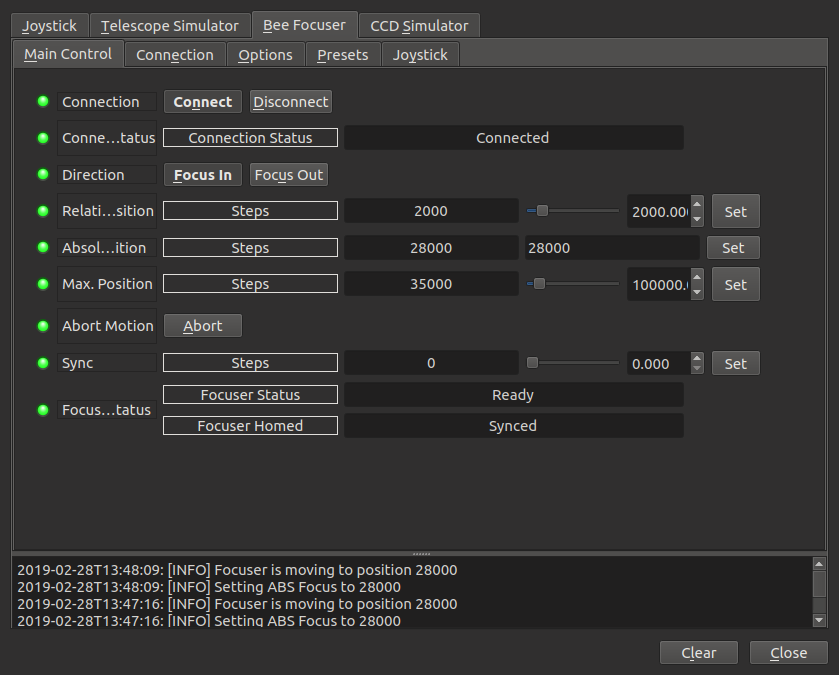 Joystick Telescope Simulator Bee Focuser CCD Simulator
Main Control Connection Options Presets Joystick
Connection Connect Disconnect
Conne...tatus Connection Status Connected
Direction Focus In Focus Out
Relati...sition Steps 2000 2000.00 Set
Absol...ition Steps 28000 28000 Set
Max. Position Steps 35000 100000. Set
Abort Motion Abort
Sync Steps 0 0.000 Set
Focus...tatus Focuser Status Ready
Focuser Homed Synced
2019-02-28T13:48:09: [INFO] Focuser is moving to position 28000
2019-02-28T13:48:09: [INFO] Setting ABS Focus to 28000
2019-02-28T13:47:16: [INFO] Focuser is moving to position 28000
2019-02-28T13:47:16: [INFO] Setting ABS Focus to 28000
Clear Close